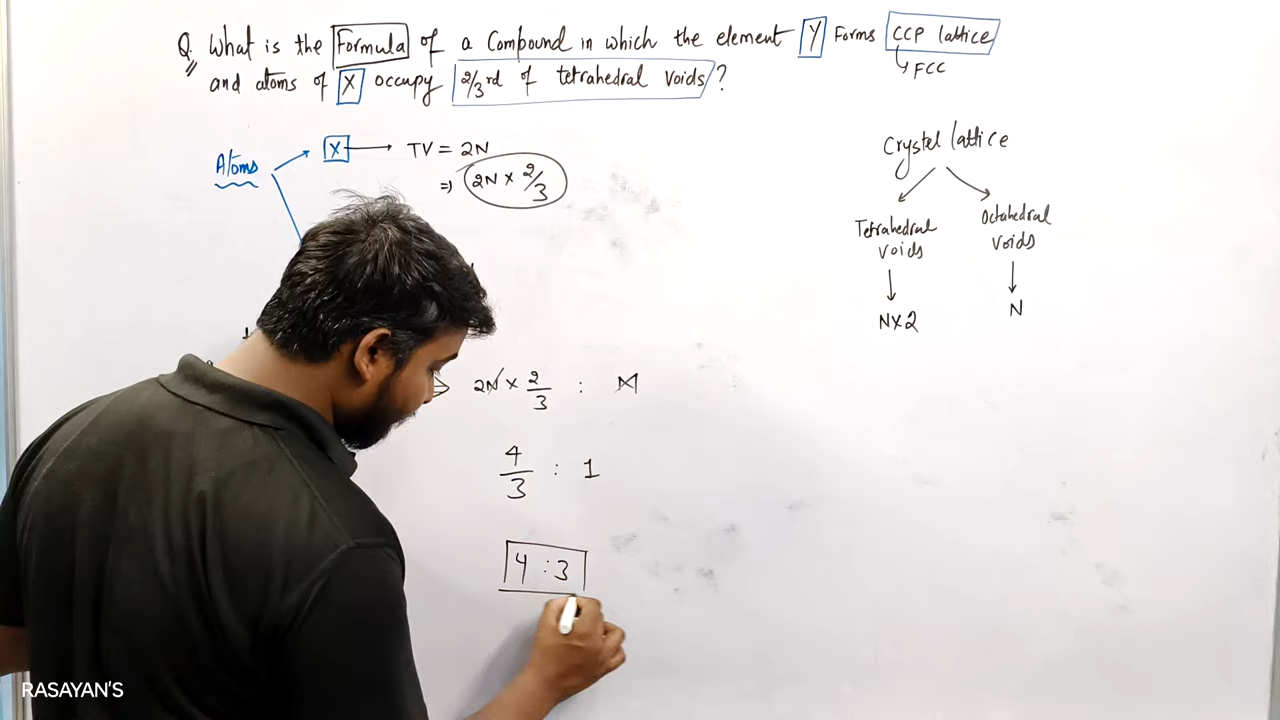 Q. What is the Formula of a Compound in which the element Y Forms CCP lattice
↳ FCC
and atoms of X occupy 2/3rd of tetrahedral voids ?
Atoms
X → TV = 2N
⇒ 2N × 2/3
Crystel lattice
Tetrahedral voids
Octahedral voids
N×2
N
⇒ 2N × 2/3 : N
4/3 : 1
4 : 3
RASAYAN'S